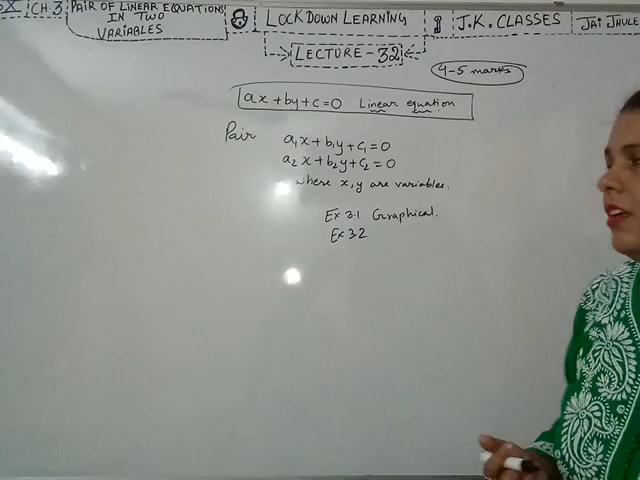 X CH 3
PAIR OF LINEAR EQUATIONS
IN TWO
VARIABLES
LOCKDOWN LEARNING
J.K. CLASSES
JAI JHULE
LECTURE - 32
4-5 marks
ax + by + c = 0 Linear equation
Pair
a₁x + b₁y + c₁ = 0
a₂x + b₂y + c₂ = 0
where x, y are variables.
Ex 3.1 Graphical.
Ex 3.2